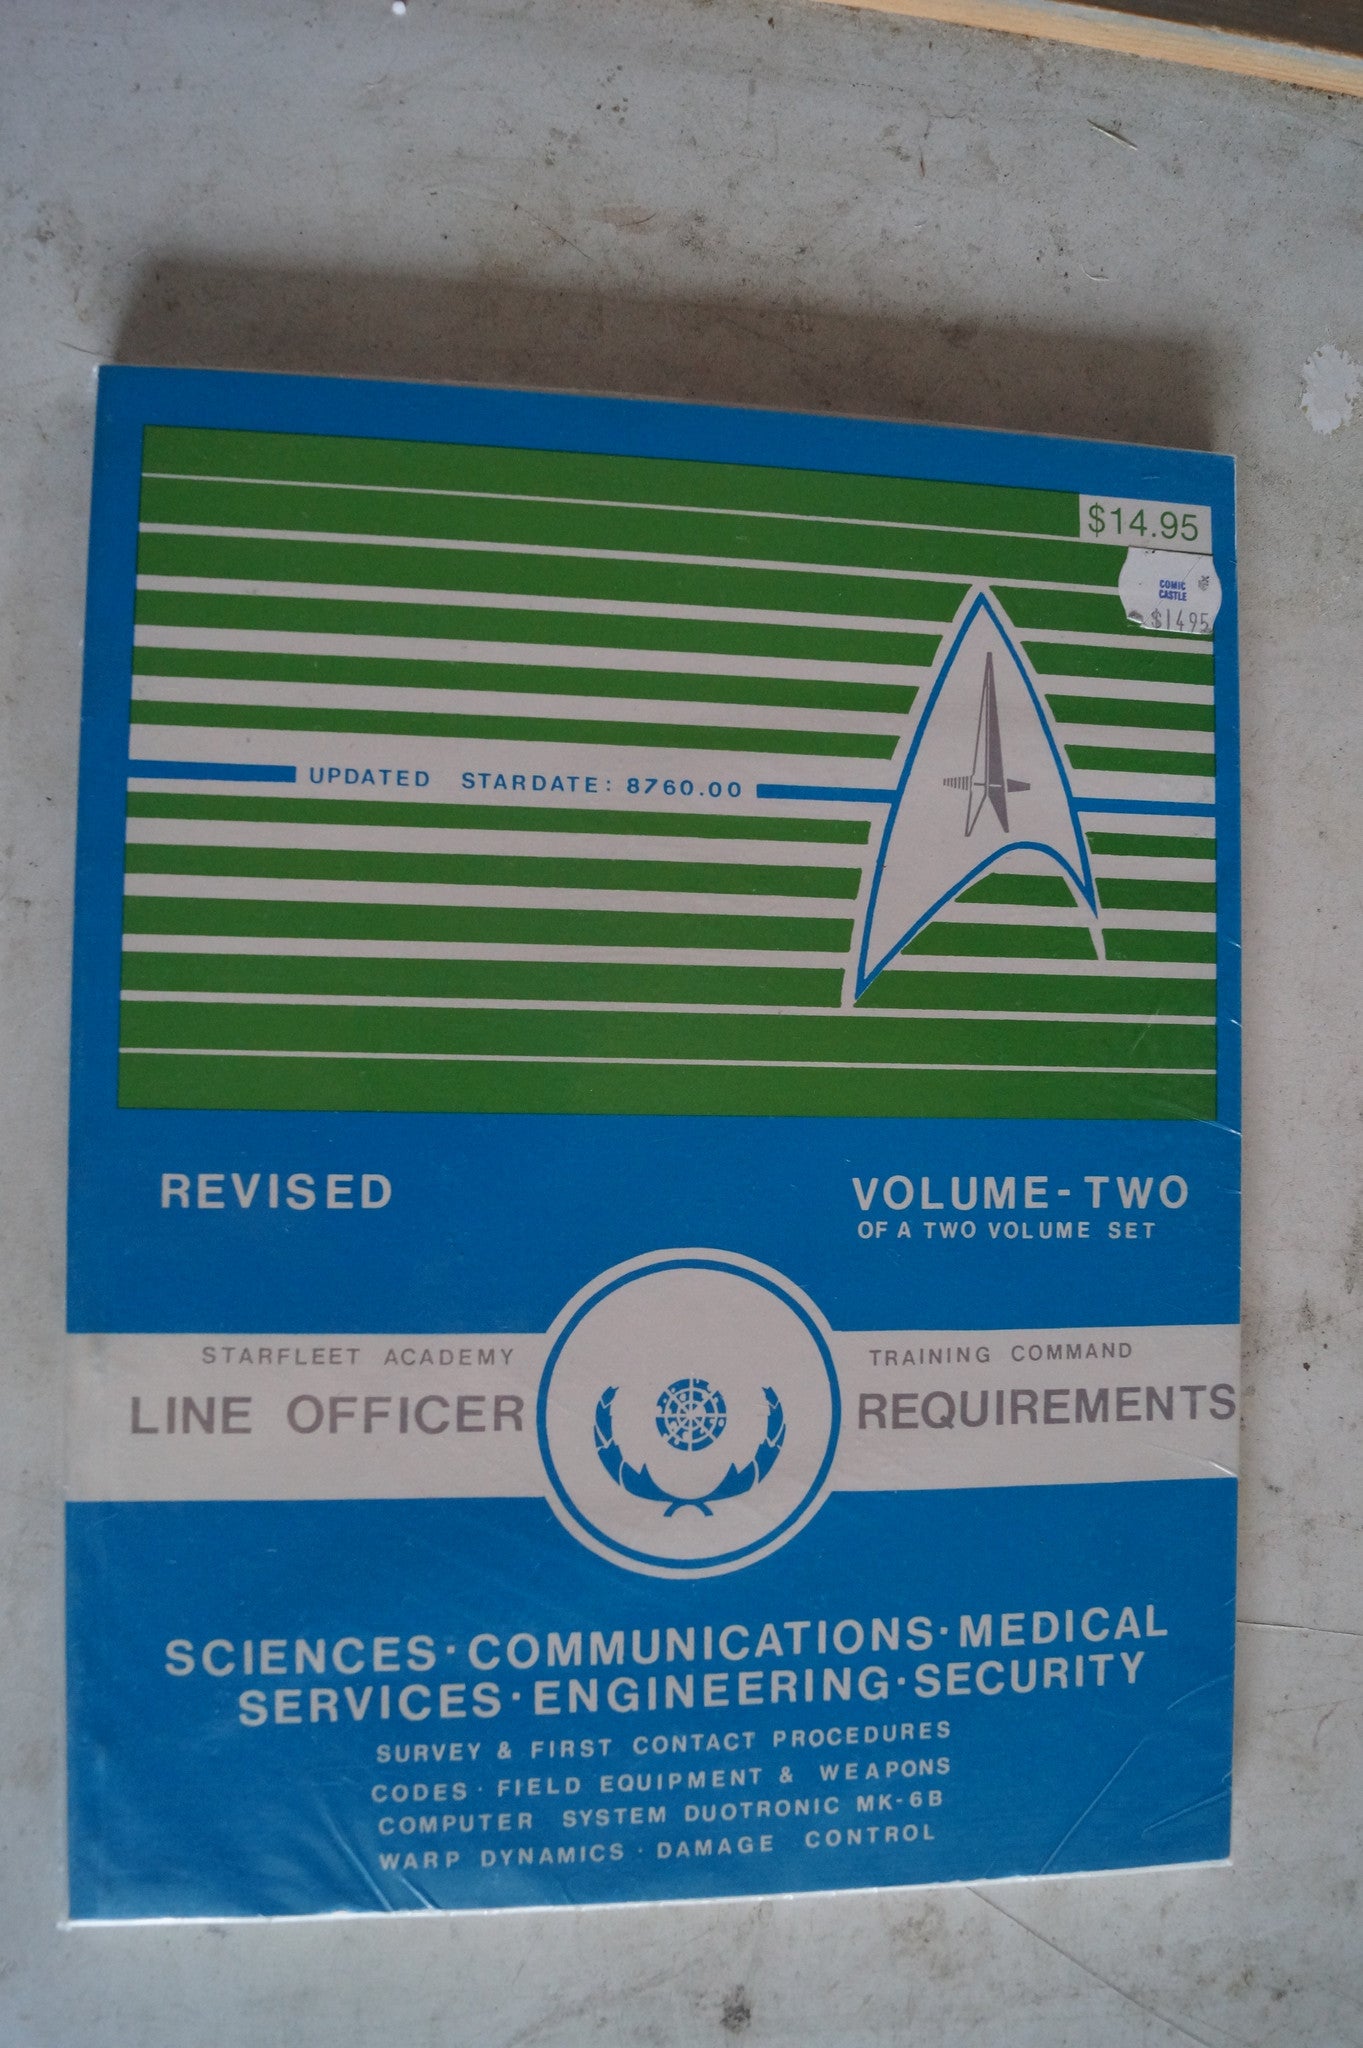 $14.95
COMIC
CASTLE
$14.95
UPDATED STARDATE: 8760.00
REVISED
VOLUME-TWO
OF A TWO VOLUME SET
STARFLEET ACADEMY
TRAINING COMMAND
LINE OFFICER
REQUIREMENTS
SCIENCES·COMMUNICATIONS·MEDICAL
SERVICES·ENGINEERING·SECURITY
SURVEY & FIRST CONTACT PROCEDURES
CODES· FIELD EQUIPMENT & WEAPONS
COMPUTER SYSTEM DUOTRONIC MK-6B
WARP DYNAMICS · DAMAGE CONTROL